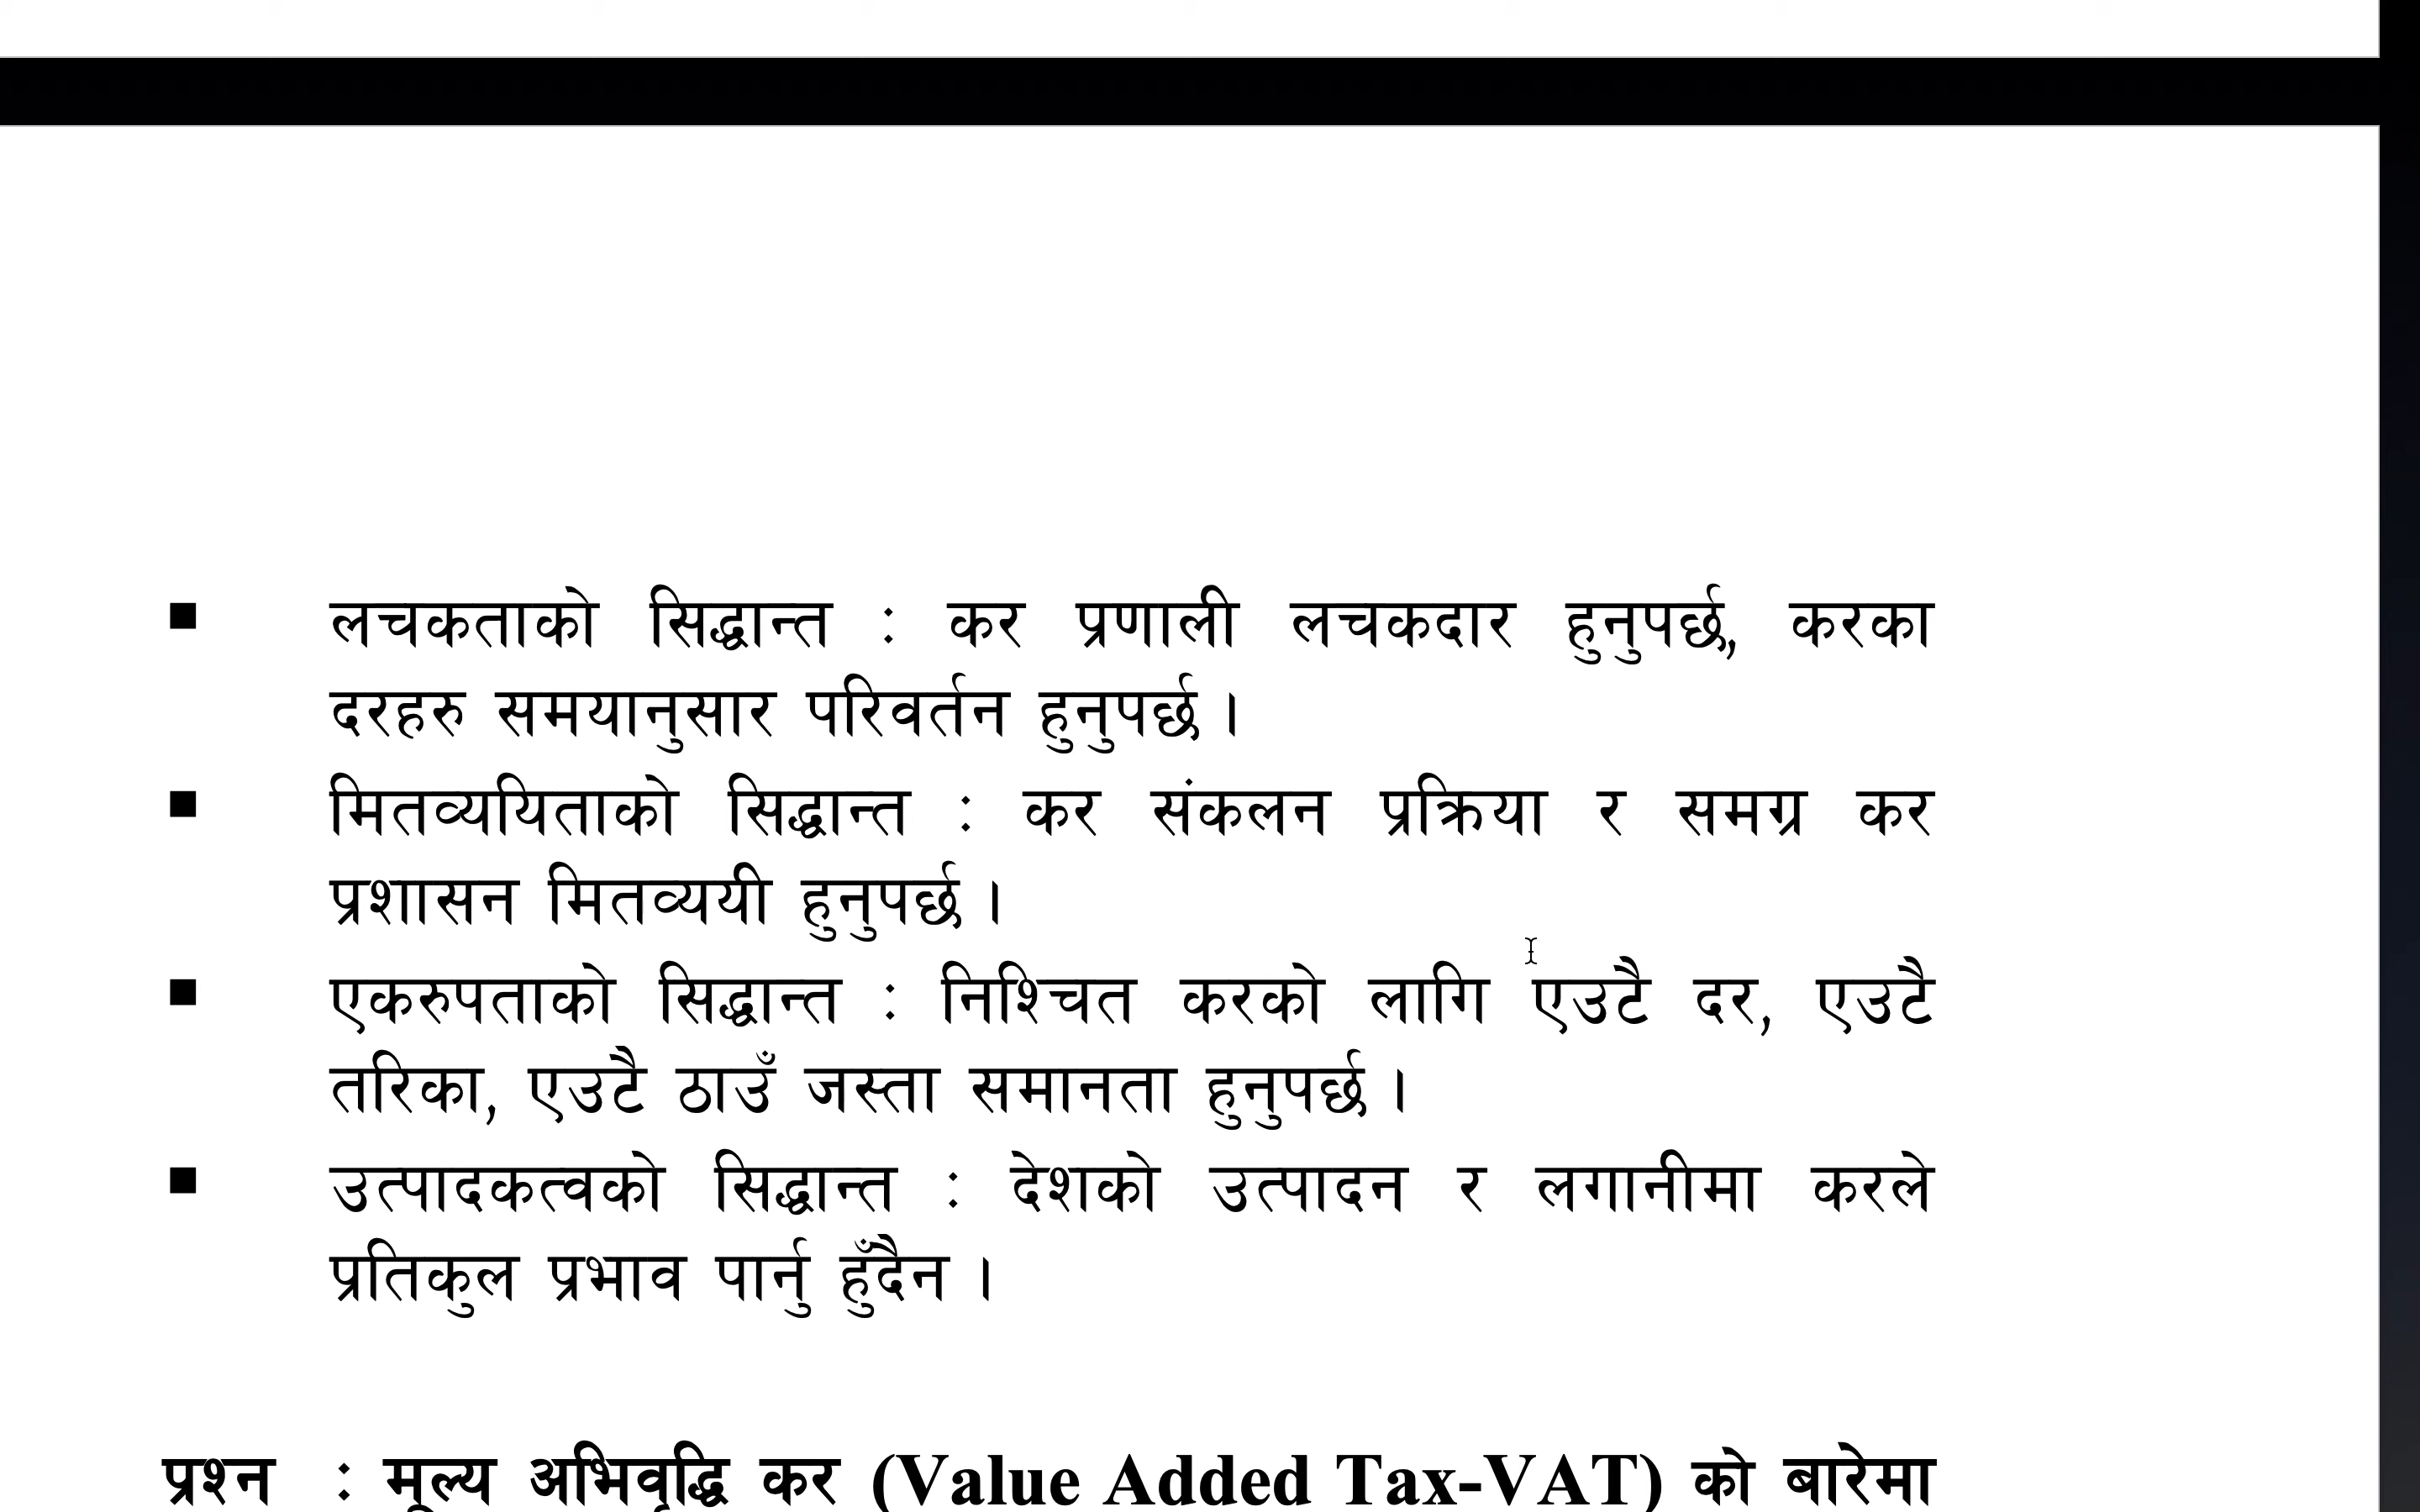 ■ लचकताको सिद्धान्त : कर प्रणाली लचकदार हुनुपर्छ, करका
दरहरु समयानुसार परिवर्तन हुनुपर्छ ।
■ मितव्ययिताको सिद्धान्त : कर संकलन प्रक्रिया र समग्र कर
प्रशासन मितव्ययी हुनुपर्छ ।
■ एकरुपताको सिद्धान्त : निश्चित करको लागि एउटै दर, एउटै
तरिका, एउटै ठाउँ जस्ता समानता हुनुपर्छ ।
■ उत्पादकत्वको सिद्धान्त : देशको उत्पादन र लगानीमा करले
प्रतिकुल प्रभाव पार्नु हुँदैन ।
प्रश्न : मूल्य अभिवृद्धि कर (Value Added Tax-VAT) को बारेमा